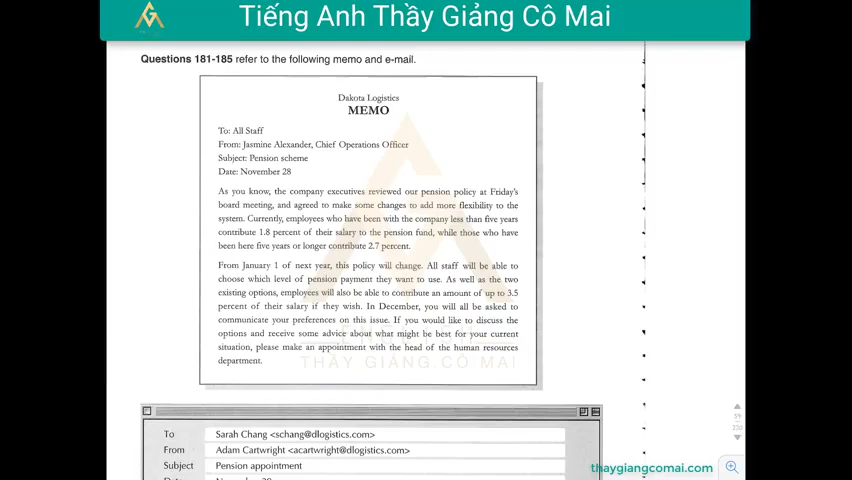 Tiếng Anh Thầy Giảng Cô Mai
Questions 181-185 refer to the following memo and e-mail.
Dakota Logistics
MEMO
To: All Staff
From: Jasmine Alexander, Chief Operations Officer
Subject: Pension scheme
Date: November 28
As you know, the company executives reviewed our pension policy at Friday's
board meeting, and agreed to make some changes to add more flexibility to the
system. Currently, employees who have been with the company less than five years
contribute 1.8 percent of their salary to the pension fund, while those who have
been here five years or longer contribute 2.7 percent.
From January 1 of next year, this policy will change. All staff will be able to
choose which level of pension payment they want to use. As well as the two
existing options, employees will also be able to contribute an amount of up to 3.5
percent of their salary if they wish. In December, you will all be asked to
communicate your preferences on this issue. If you would like to discuss the
options and receive some advice about what might be best for your current
situation, please make an appointment with the head of the human resources
department.
THẦY GIẢNG.CÔ MAI
To Sarah Chang <schang@dlogistics.com>
From Adam Cartwright <acartwright@dlogistics.com>
Subject Pension appointment
thaygiangcomai.com